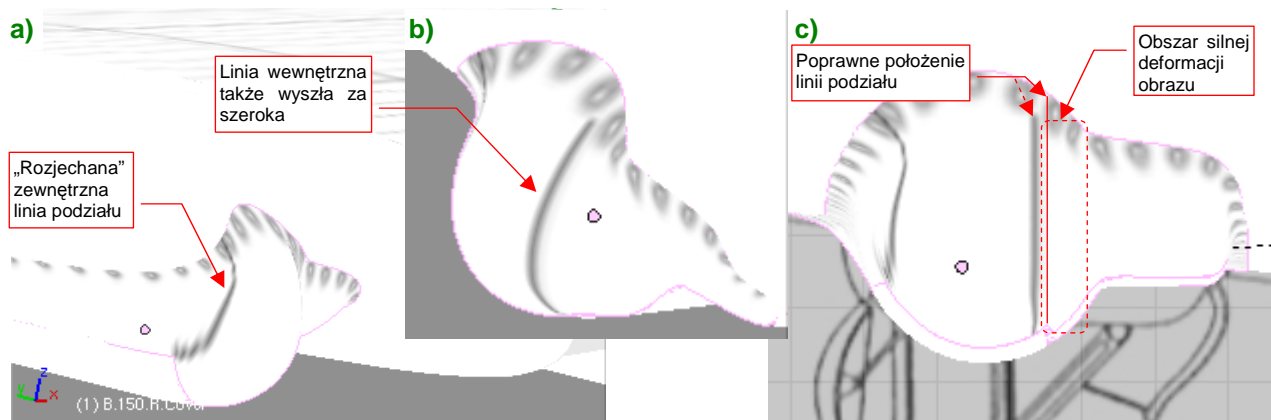 a)
b)
c)
Linia wewnętrzna
także wyszła za
szeroka
Poprawne położenie
linii podziału
Obszar silnej
deformacji
obrazu
„Rozjechana”
zewnętrzna
linia podziału
z
y
x
(1) B.150.R.Cover